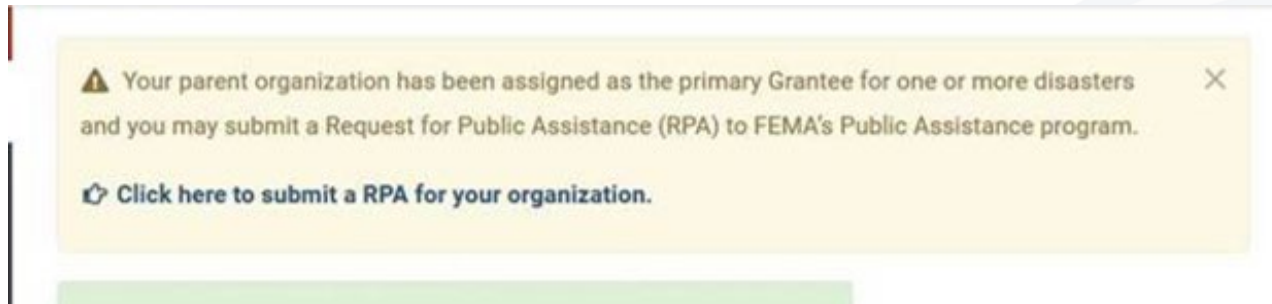 Your parent organization has been assigned as the primary Grantee for one or more disasters
and you may submit a Request for Public Assistance (RPA) to FEMA's Public Assistance program.
Click here to submit a RPA for your organization.